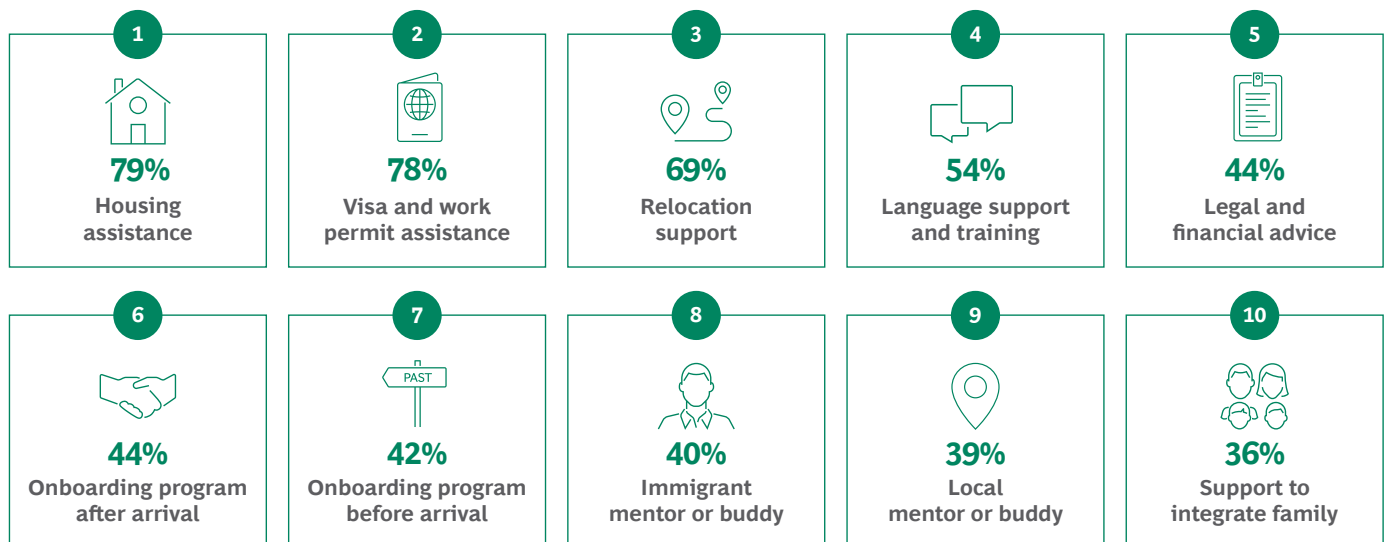 1
79%
Housing
assistance
2
78%
Visa and work
permit assistance
3
69%
Relocation
support
4
54%
Language support
and training
5
44%
Legal and
financial advice
6
44%
Onboarding program
after arrival
7
PAST
42%
Onboarding program
before arrival
8
40%
Immigrant
mentor or buddy
9
39%
Local
mentor or buddy
10
36%
Support to
integrate family